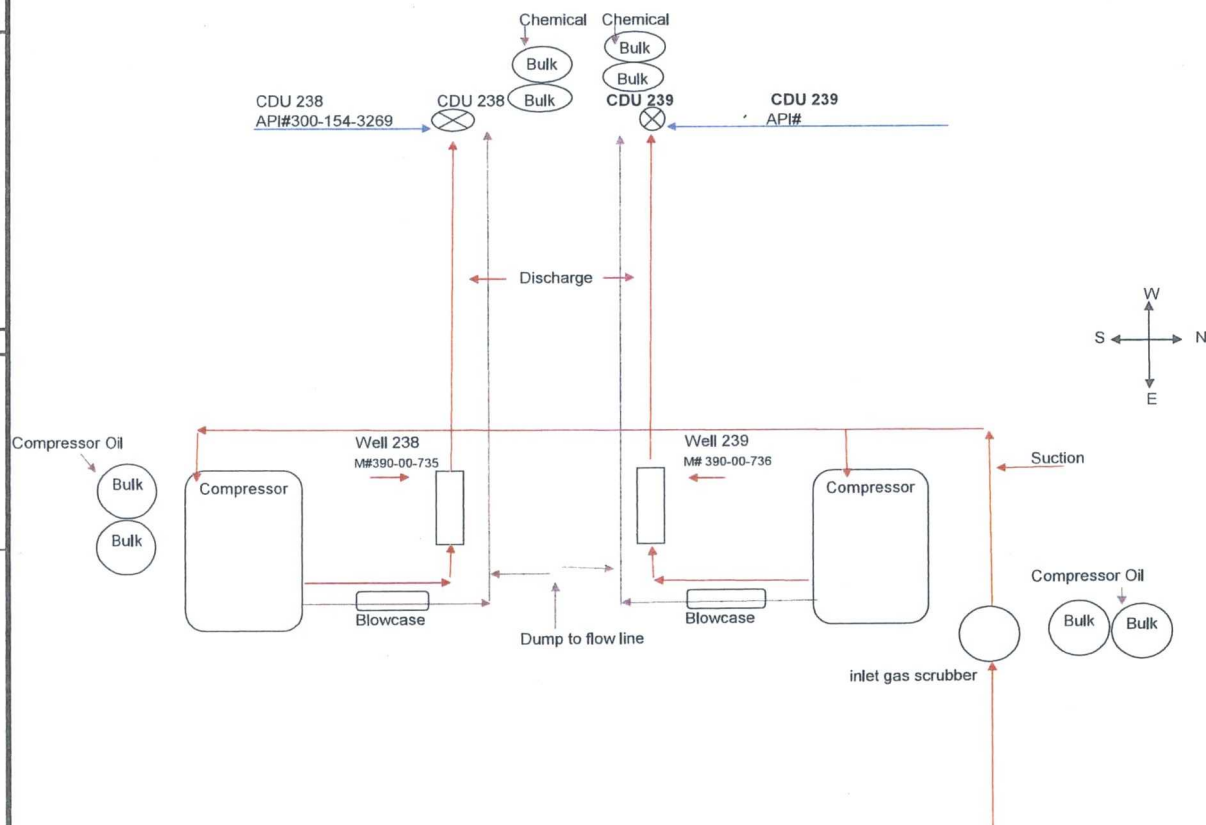 Chemical
Chemical
Bulk
Bulk
Bulk
Bulk
CDU 238
API#300-154-3269
CDU 238
CDU 239
CDU 239
API#
Discharge
W
S
N
E
Compressor Oil
Bulk
Bulk
Compressor
Well 238
M#390-00-735
Well 239
M# 390-00-736
Compressor
Suction
Blowcase
Dump to flow line
Blowcase
inlet gas scrubber
Compressor Oil
Bulk
Bulk